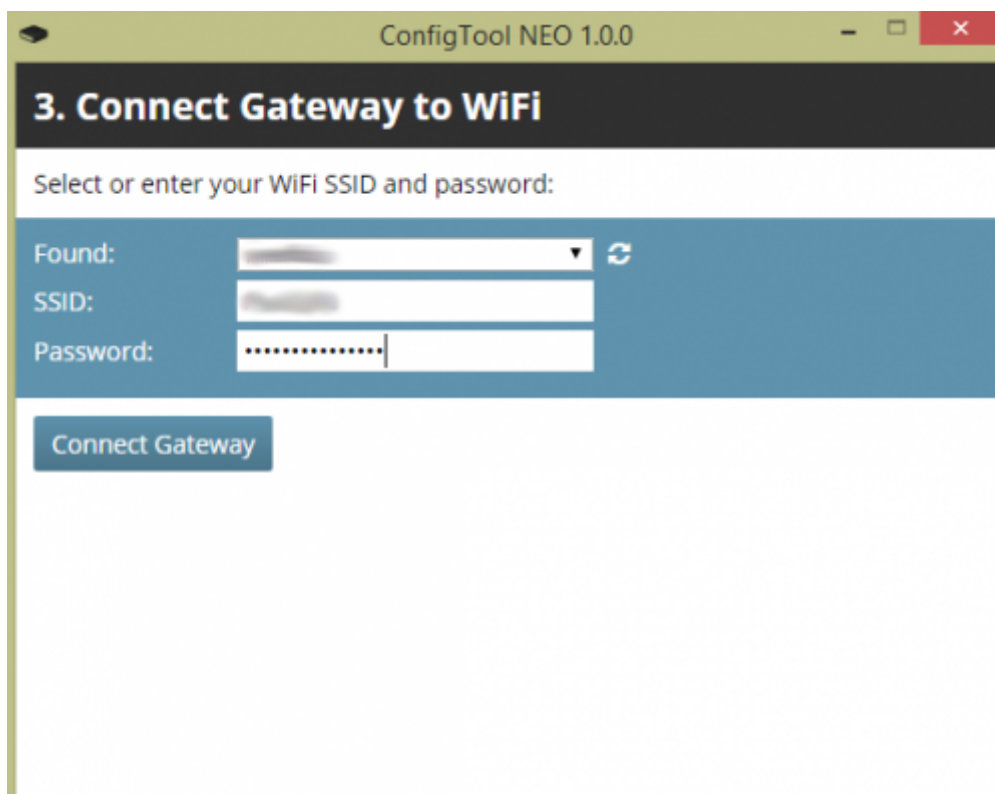 ConfigTool NEO 1.0.0
3. Connect Gateway to WiFi
Select or enter your WiFi SSID and password:
Found:
SSID:
Password: •••••••••••••••
Connect Gateway